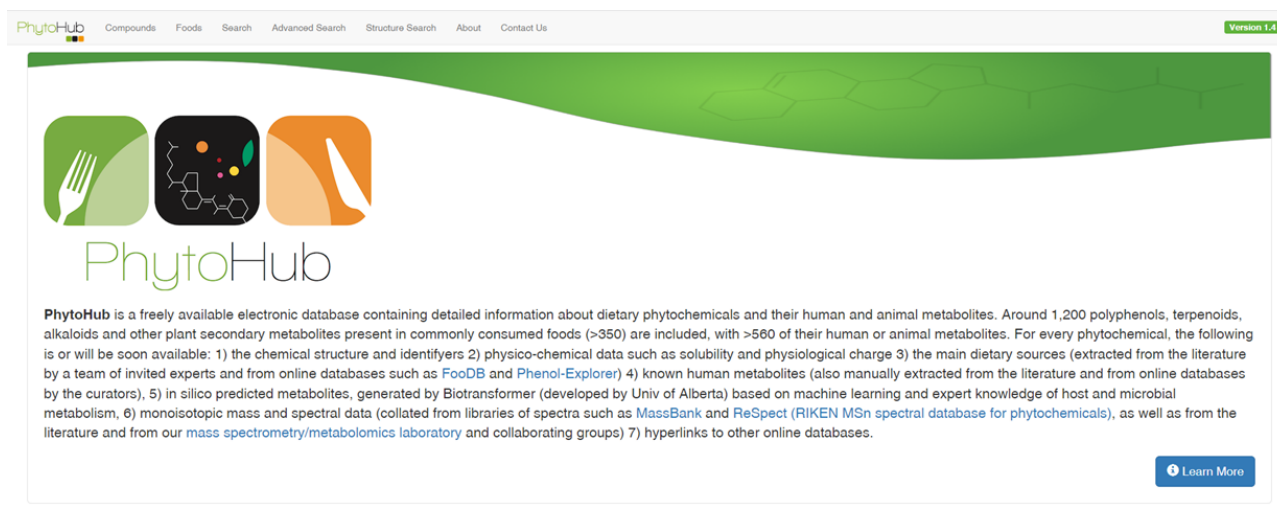 PhytoHub Compounds Foods Search Advanced Search Structure Search About Contact Us Version 1.4
PhytoHub
PhytoHub is a freely available electronic database containing detailed information about dietary phytochemicals and their human and animal metabolites. Around 1,200 polyphenols, terpenoids,
alkaloids and other plant secondary metabolites present in commonly consumed foods (>350) are included, with >560 of their human or animal metabolites. For every phytochemical, the following
is or will be soon available: 1) the chemical structure and identifyers 2) physico-chemical data such as solubility and physiological charge 3) the main dietary sources (extracted from the literature
by a team of invited experts and from online databases such as FooDB and Phenol-Explorer) 4) known human metabolites (also manually extracted from the literature and from online databases
by the curators), 5) in silico predicted metabolites, generated by Biotransformer (developed by Univ of Alberta) based on machine learning and expert knowledge of host and microbial
metabolism, 6) monoisotopic mass and spectral data (collated from libraries of spectra such as MassBank and ReSpect (RIKEN MSn spectral database for phytochemicals), as well as from the
literature and from our mass spectrometry/metabolomics laboratory and collaborating groups) 7) hyperlinks to other online databases.
Learn More